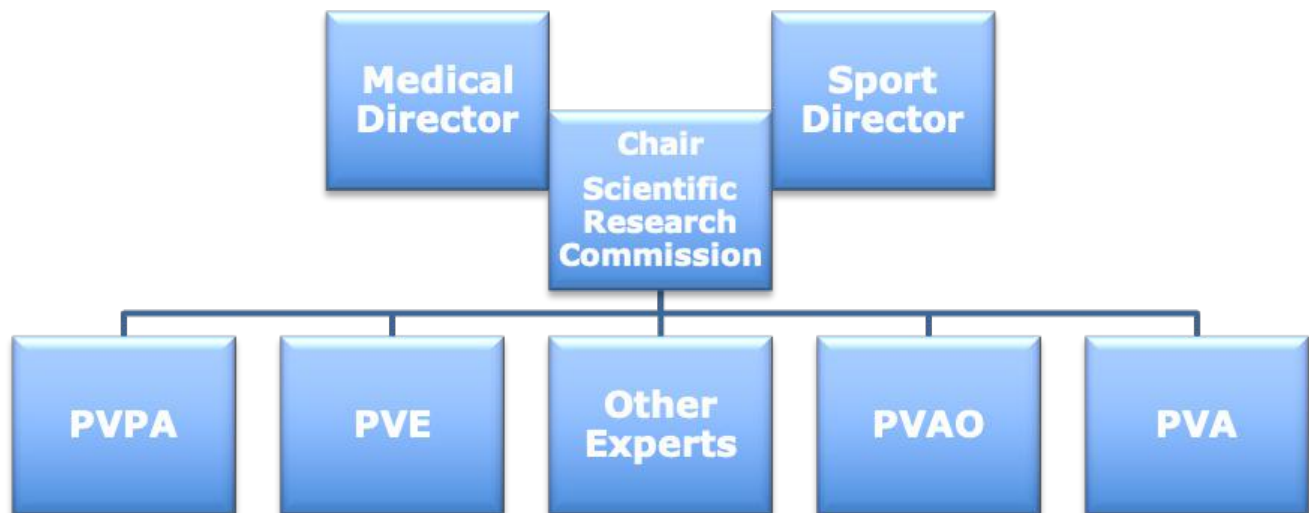 Medical
Director
Sport
Director
Chair
Scientific
Research
Commission
PVPA
PVE
Other
Experts
PVAO
PVA